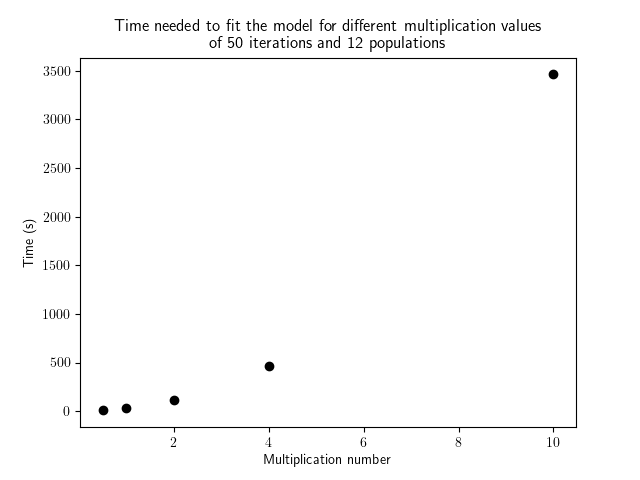 Time needed to fit the model for different multiplication values
of 50 iterations and 12 populations
3500
3000
2500
2000
1500
1000
500
0
Time (s)
2 4 6 8 10
Multiplication number